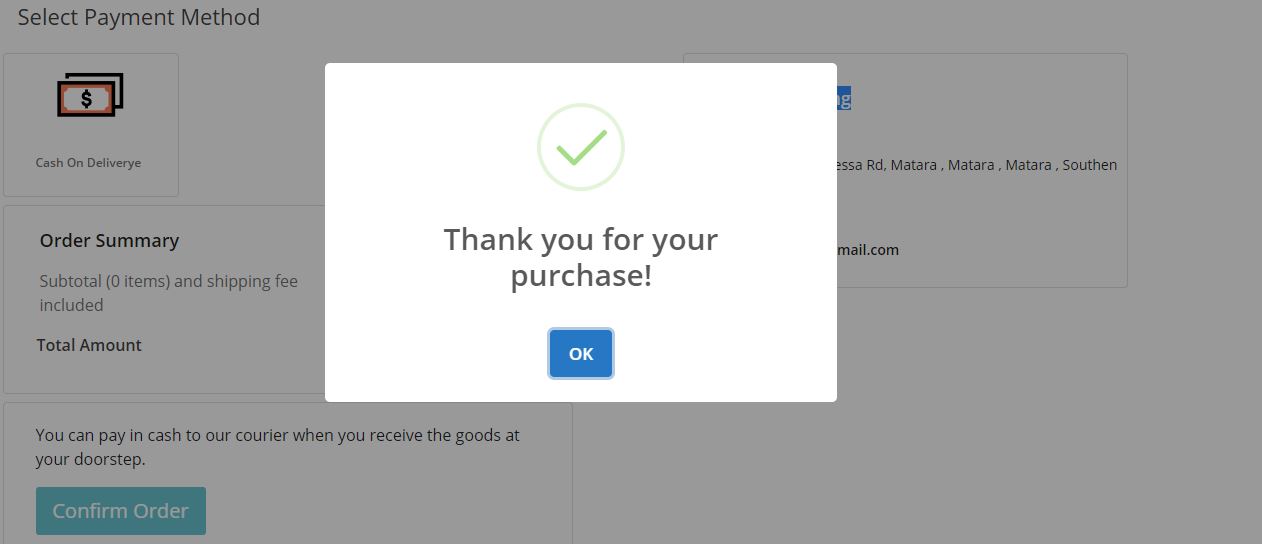 Select Payment Method
$
Cash On Deliverye
Order Summary
Subtotal (0 items) and shipping fee
included
Total Amount
You can pay in cash to our courier when you receive the goods at
your doorstep.
Confirm Order
Thank you for your
purchase!
OK
Rd, Matara , Matara , Matara , Southen
mail.com